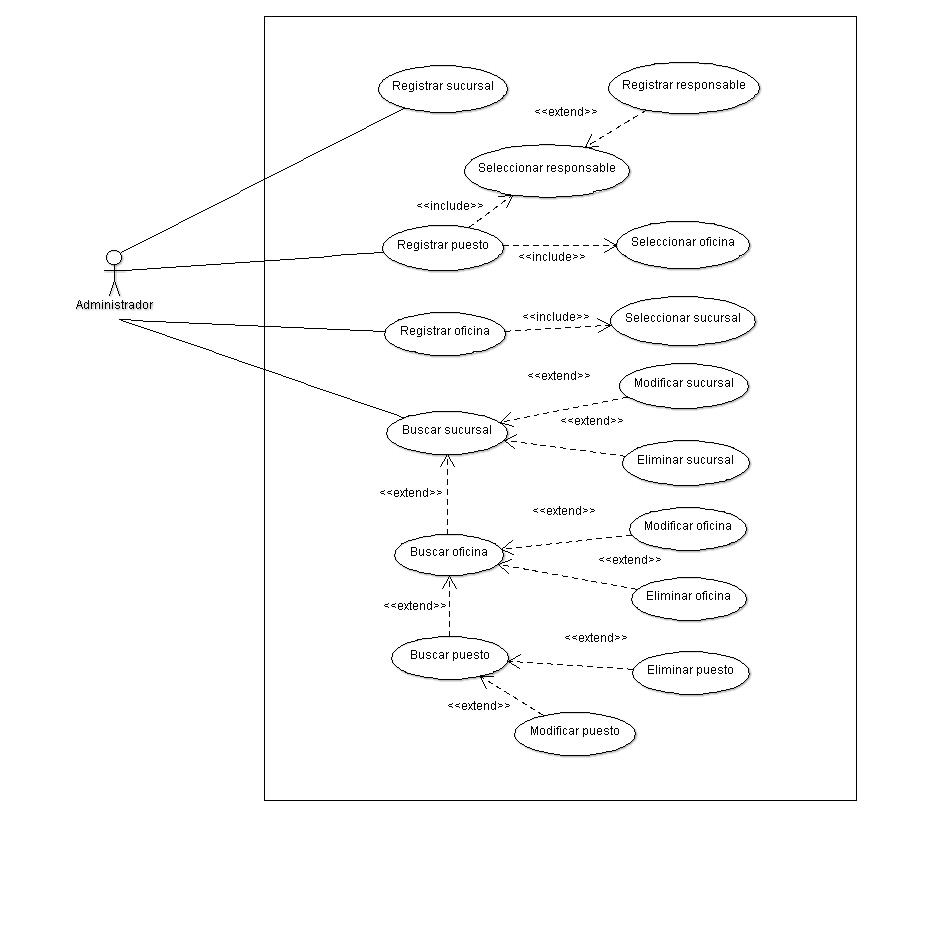 Registrar sucursal
Registrar responsable
<<extend>>
Seleccionar responsable
<<include>>
Registrar puesto
Seleccionar oficina
<<include>>
Administrador
Registrar oficina
<<include>>
Seleccionar sucursal
<<extend>>
Modificar sucursal
<<extend>>
Buscar sucursal
Eliminar sucursal
<<extend>>
<<extend>>
Modificar oficina
Buscar oficina
<<extend>>
Eliminar oficina
<<extend>>
<<extend>>
Buscar puesto
Eliminar puesto
<<extend>>
Modificar puesto